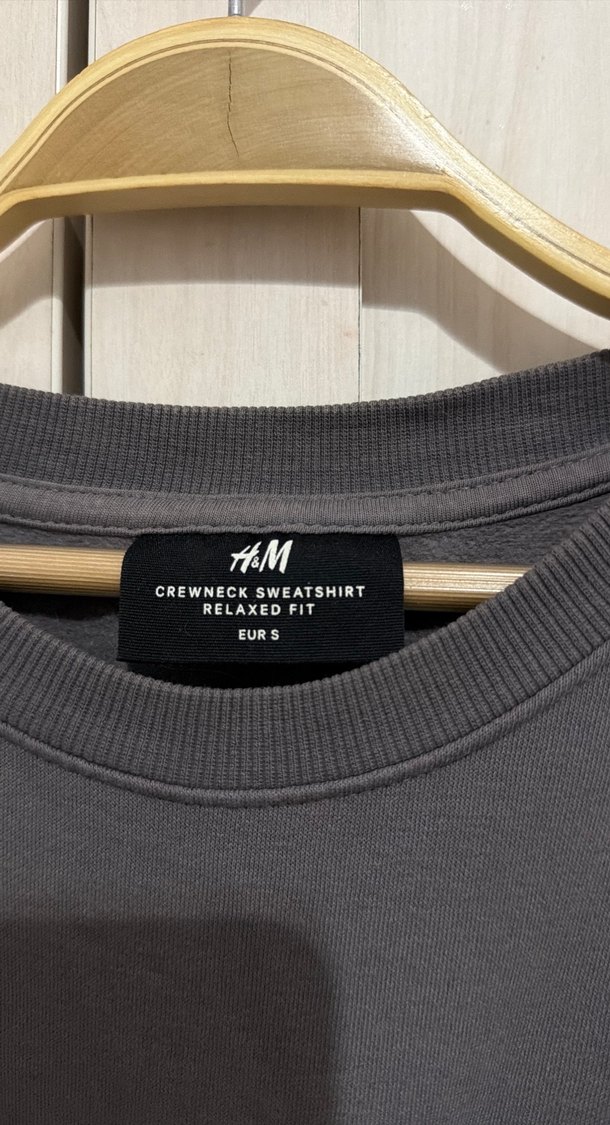 H&M
CREWNECK SWEATSHIRT
RELAXED FIT
EUR S